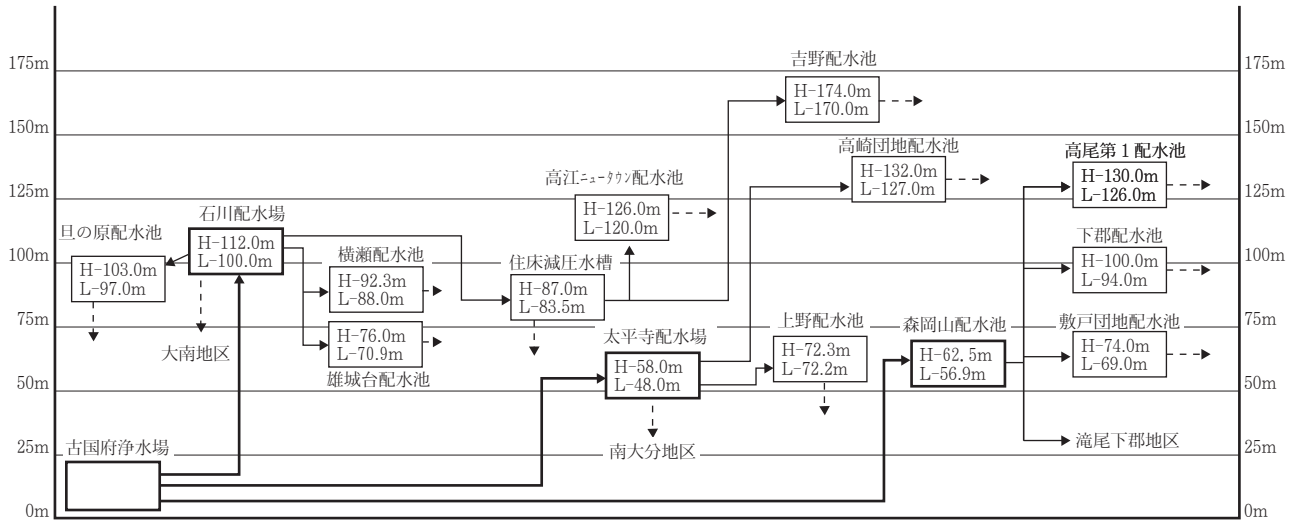 175m
150m
125m
100m
75m
50m
25m
0m
175m
150m
125m
100m
75m
50m
25m
0m
吉野配水池
H-174.0m
L-170.0m
高崎団地配水池
H-132.0m
L-127.0m
高尾第1配水池
H-130.0m
L-126.0m
高江ニュータウン配水池
H-126.0m
L-120.0m
石川配水場
H-112.0m
L-100.0m
大南地区
旦の原配水池
H-103.0m
L-97.0m
横瀬配水池
H-92.3m
L-88.0m
H-76.0m
L-70.9m
雄城台配水池
住床減圧水槽
H-87.0m
L-83.5m
下郡配水池
H-100.0m
L-94.0m
太平寺配水場
H-58.0m
L-48.0m
南大分地区
上野配水池
H-72.3m
L-72.2m
森岡山配水池
H-62.5m
L-56.9m
敷戸団地配水池
H-74.0m
L-69.0m
滝尾下郡地区
古国府浄水場